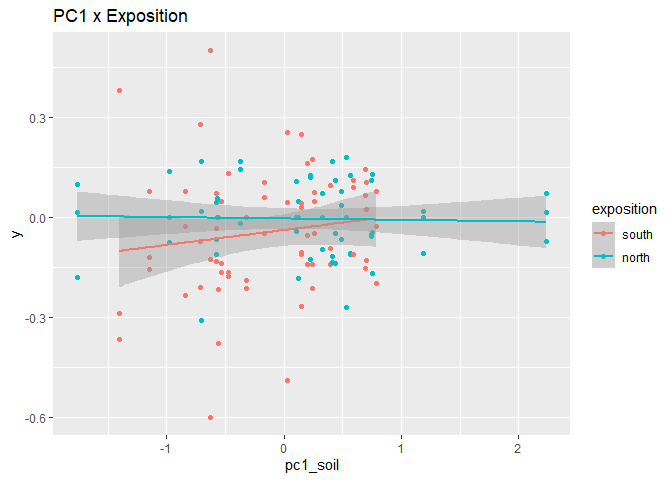 PC1 x Exposition
0.3
0.0
-0.3
-0.6
y
-1
0
1
2
pc1_soil
exposition
south
north